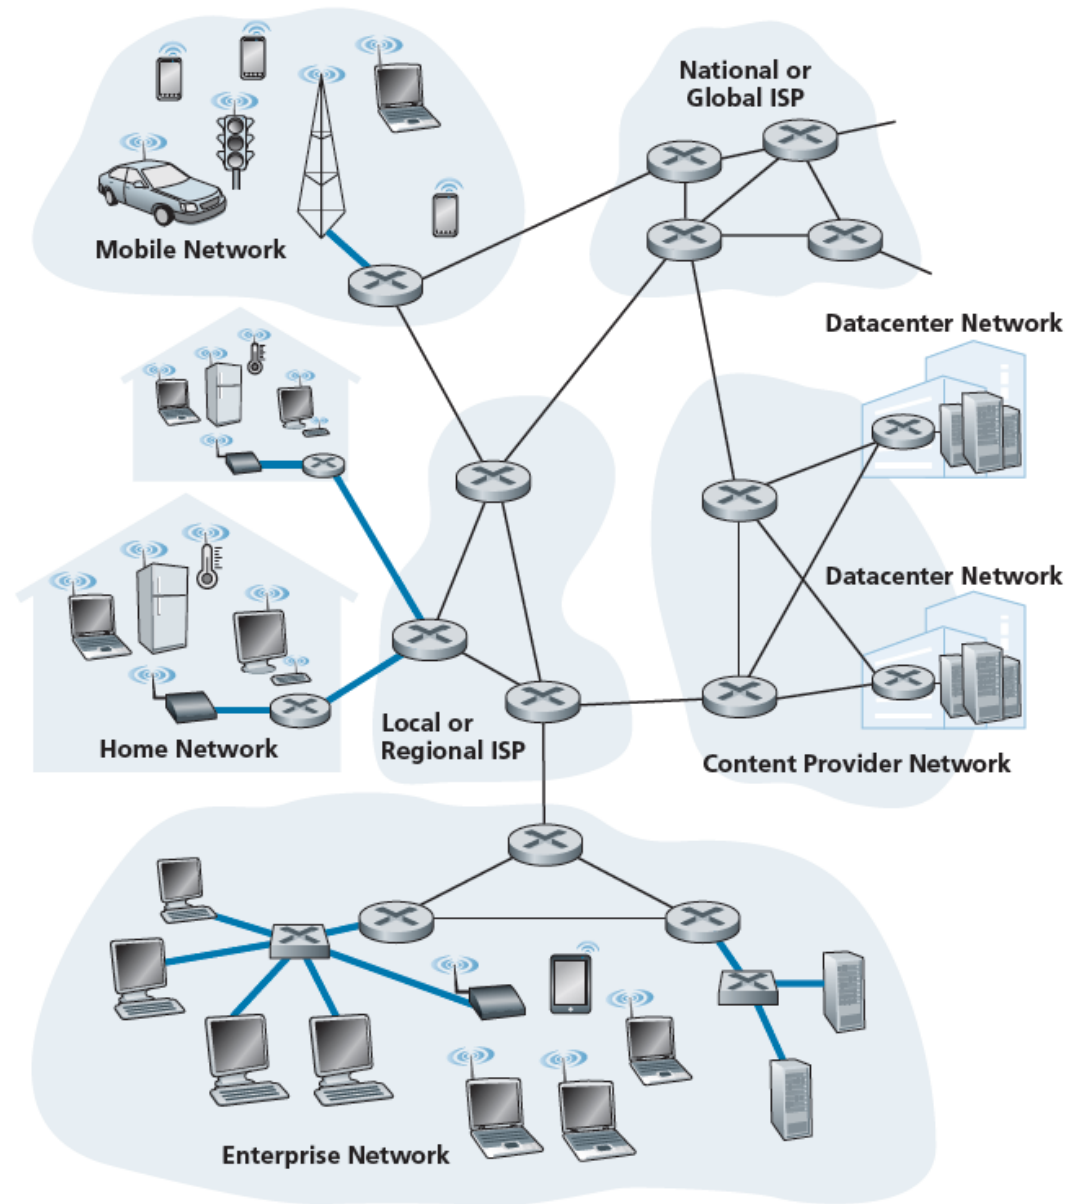 National or
Global ISP
Mobile Network
Datacenter Network
Datacenter Network
Home Network
Local or
Regional ISP
Content Provider Network
Enterprise Network